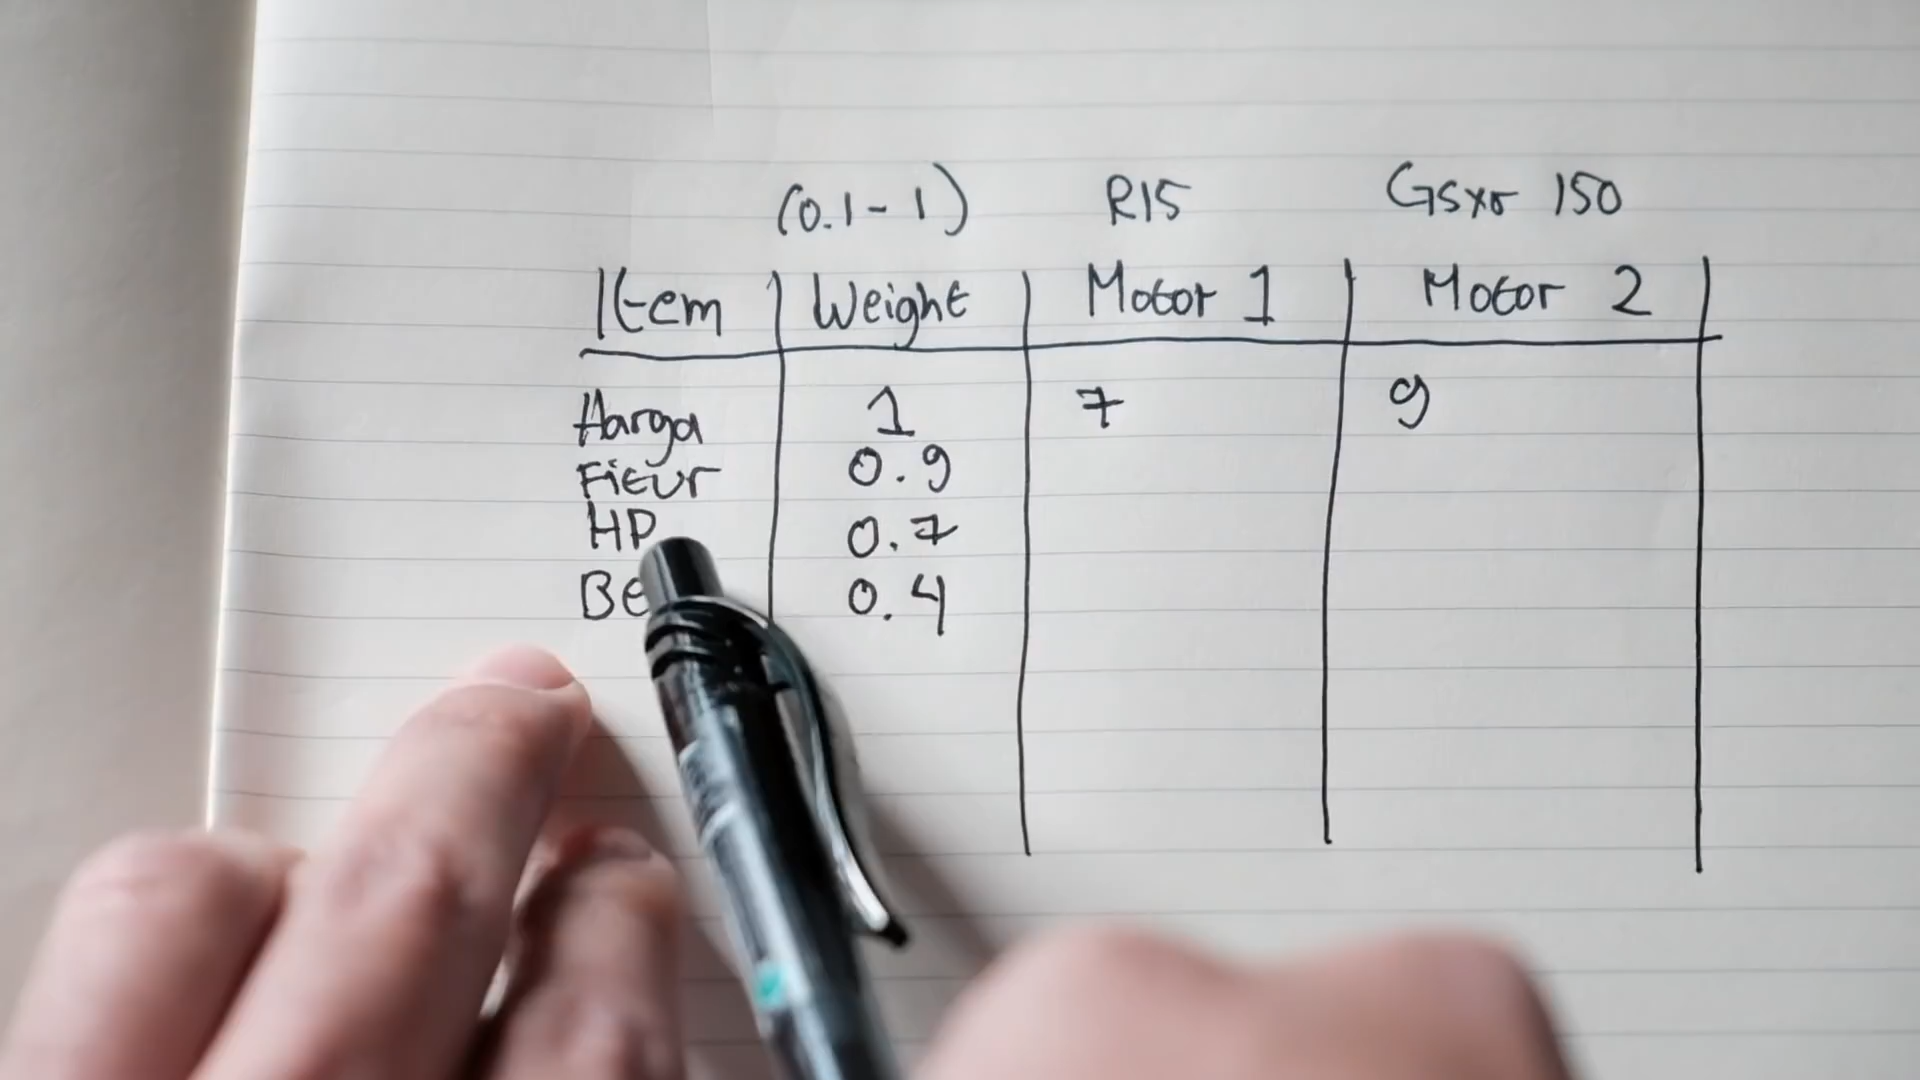 (0.1 - 1) R15 Gsxr 150
Item Weight Motor 1 Motor 2
Harga 1 7 9
Fitur 0.9
HP 0.7
0.4